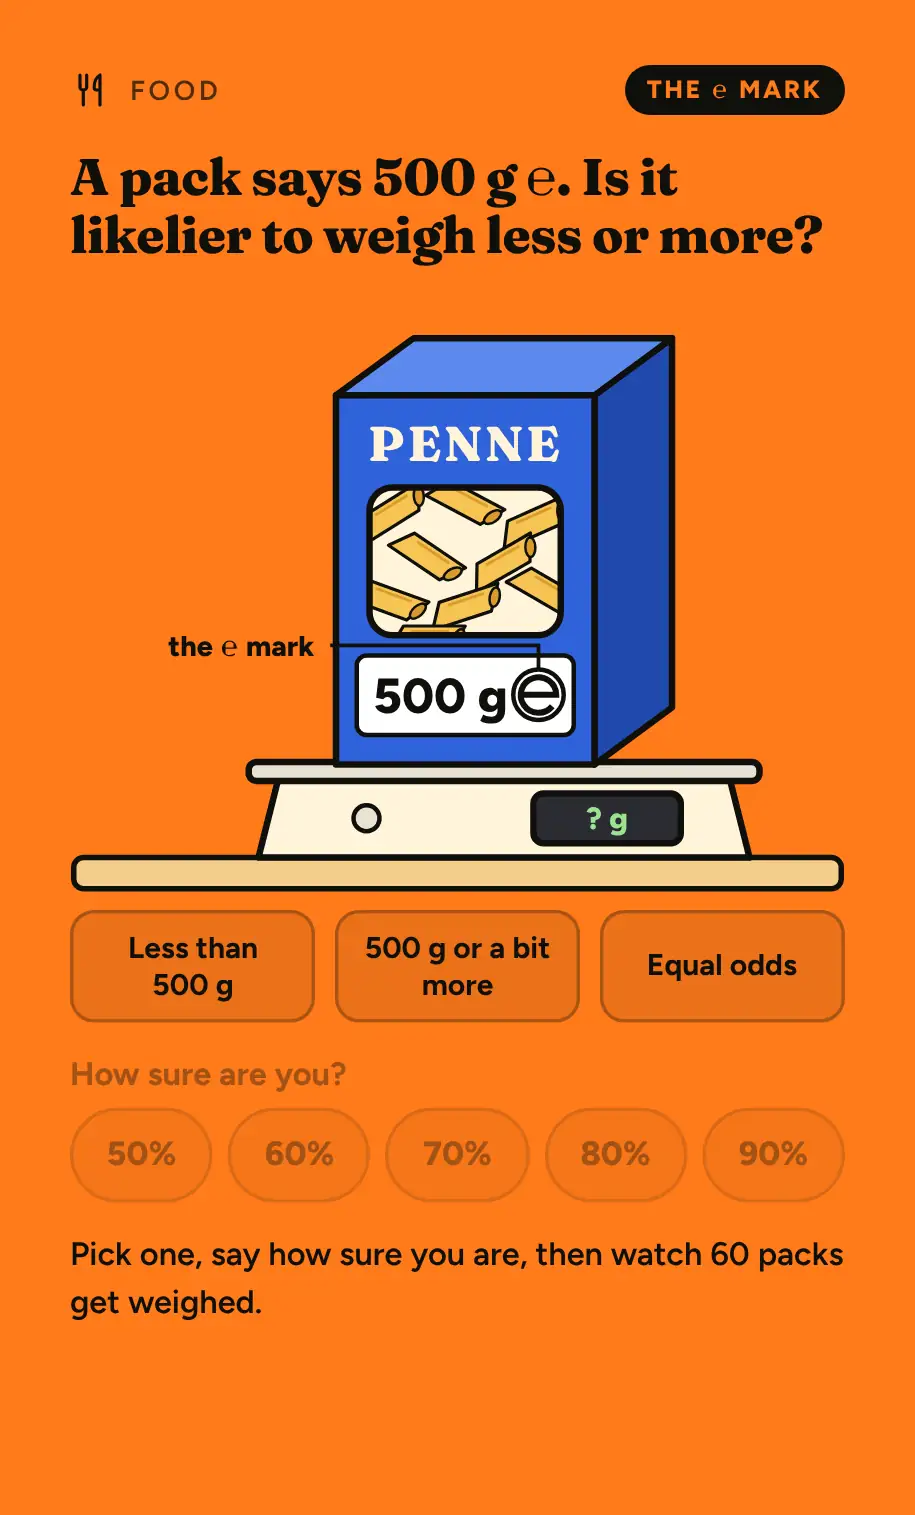 FOOD
THE ℮ MARK
A pack says 500 g ℮. Is it
likelier to weigh less or more?
PENNE
the ℮ mark
500 g ℮
? g
Less than
500 g
500 g or a bit
more
Equal odds
How sure are you?
50%
60%
70%
80%
90%
Pick one, say how sure you are, then watch 60 packs
get weighed.